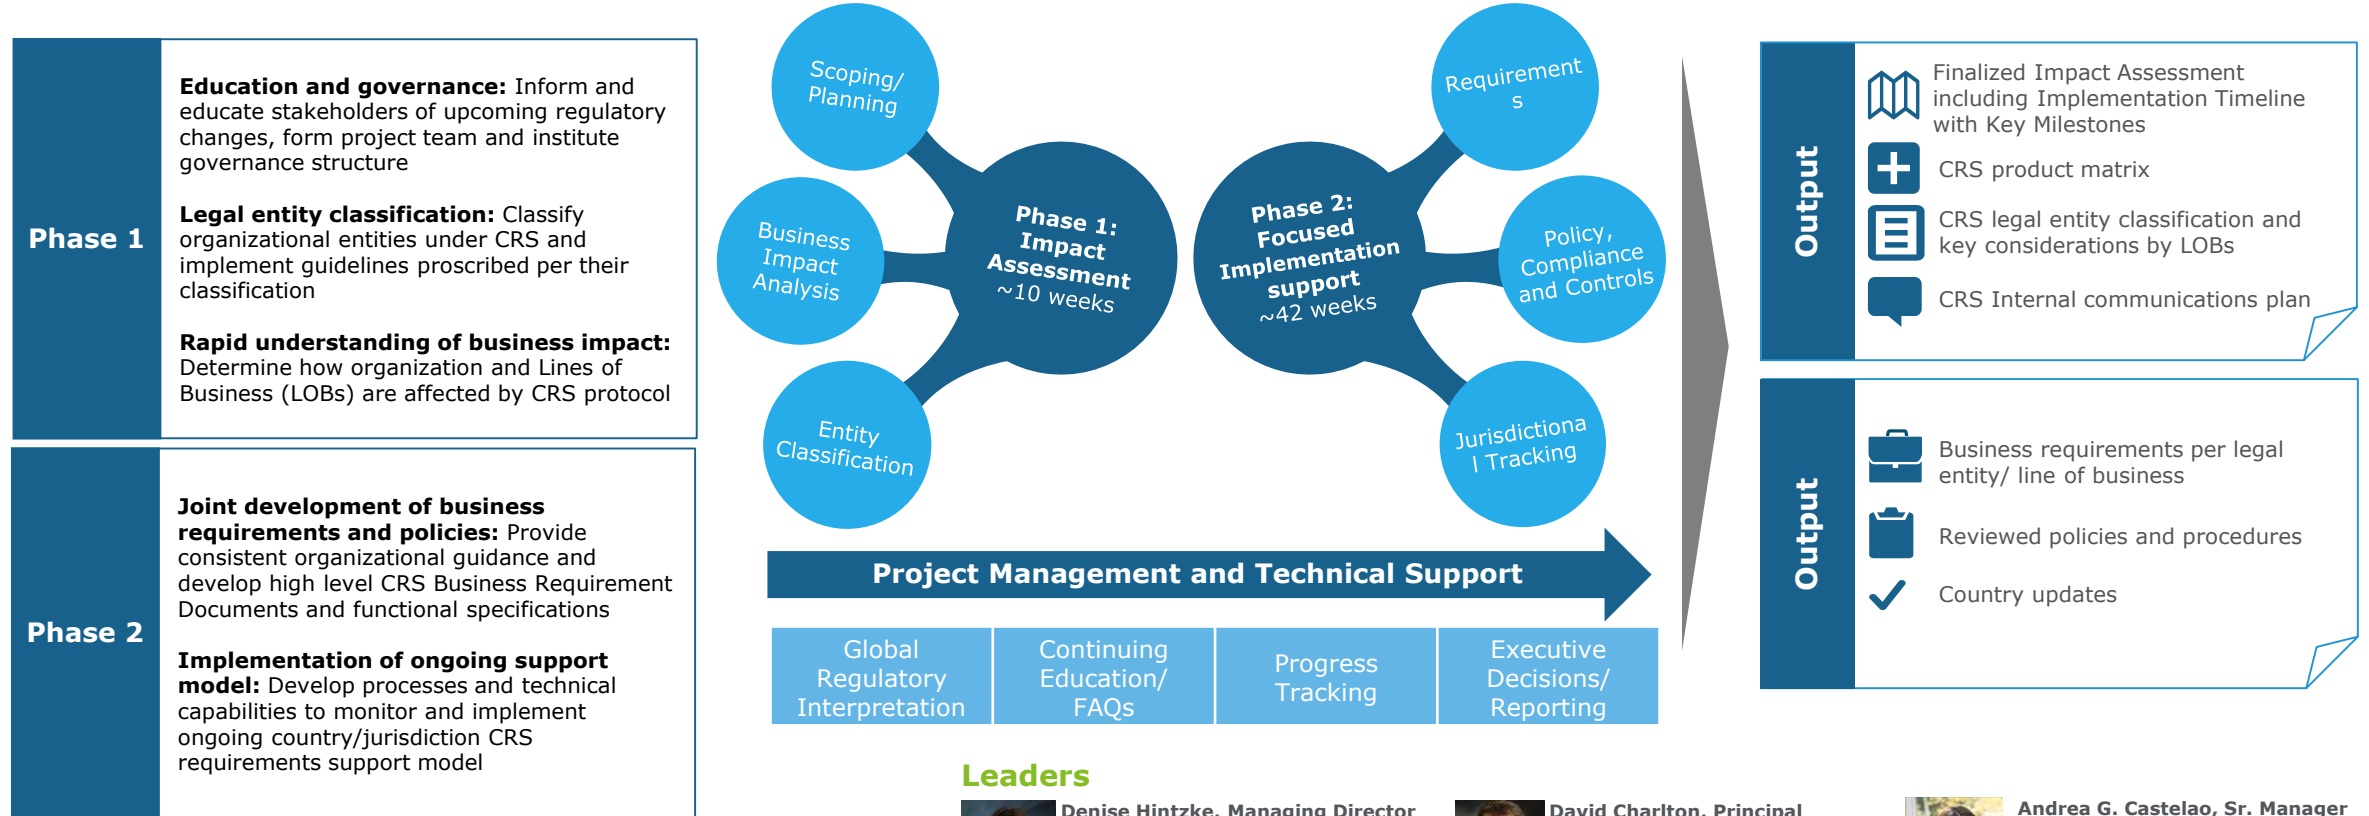 Phase 1
Education and governance: Inform and
educate stakeholders of upcoming regulatory
changes, form project team and institute
governance structure
Legal entity classification: Classify
organizational entities under CRS and
implement guidelines proscribed per their
classification
Rapid understanding of business impact:
Determine how organization and Lines of
Business (LOBs) are affected by CRS protocol
Phase 2
Joint development of business
requirements and policies: Provide
consistent organizational guidance and
develop high level CRS Business Requirement
Documents and functional specifications
Implementation of ongoing support
model: Develop processes and technical
capabilities to monitor and implement
ongoing country/jurisdiction CRS
requirements support model
Scoping/
Planning
Business
Impact
Analysis
Entity
Classification
Phase 1:
Impact
Assessment
~10 weeks
Phase 2:
Focused
Implementation
support
~42 weeks
Requirement
s
Policy,
Compliance
and Controls
Jurisdictiona
l Tracking
Project Management and Technical Support
Global
Regulatory
Interpretation
Continuing
Education/
FAQs
Progress
Tracking
Executive
Decisions/
Reporting
Output
Finalized Impact Assessment
including Implementation Timeline
with Key Milestones
CRS product matrix
CRS legal entity classification and
key considerations by LOBs
CRS Internal communications plan
Output
Business requirements per legal
entity/ line of business
Reviewed policies and procedures
Country updates
Leaders
Denise Hintzke, Managing Director
David Charlton, Principal
Andrea G. Castelao, Sr. Manager